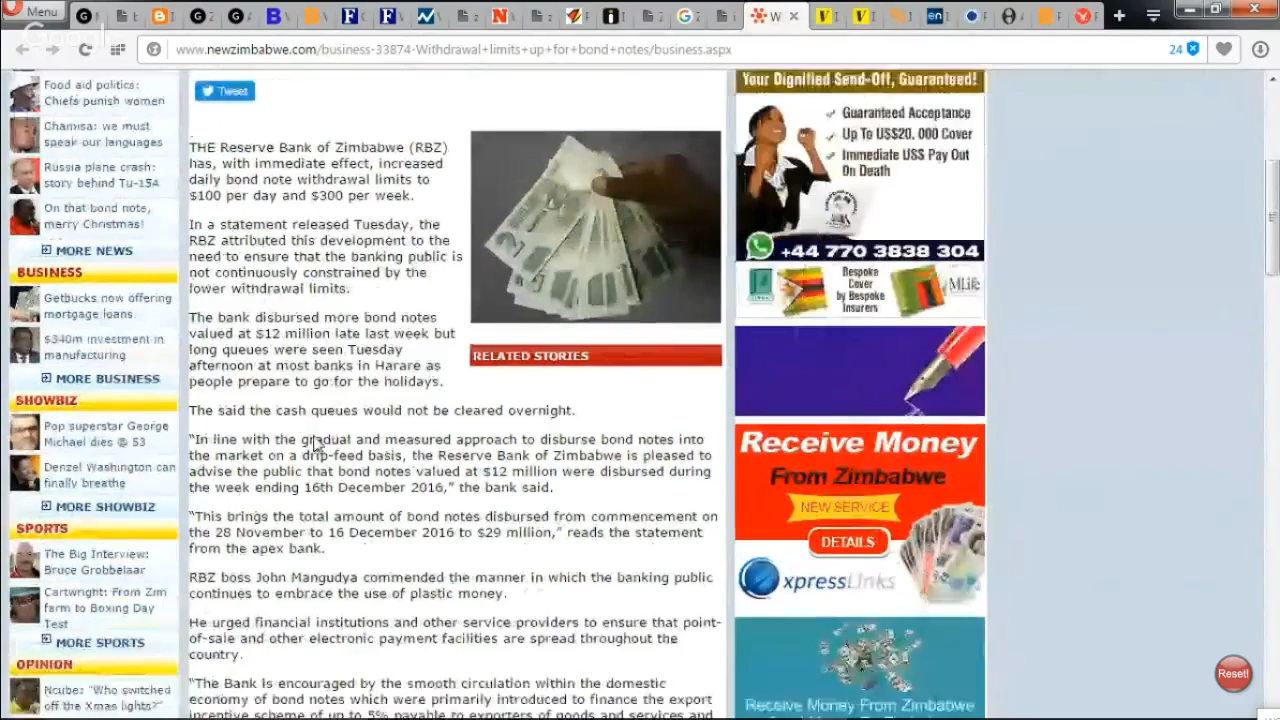 Menu
www.newzimbabwe.com/business-33874-Withdrawal+limits+up+for+bond+notes/business.aspx
24
Food aid politics:
Chiefs punish women
Chamisa: we must
speak our languages
Russia plane crash:
story behind Tu-154
On that bond note,
marry Christmas!
MORE NEWS
BUSINESS
Getbucks now offering
mortgage loans
$340m investment in
manufacturing
MORE BUSINESS
SHOWBIZ
Pop superstar George
Michael dies @ 53
Denzel Washington can
finally breathe
MORE SHOWBIZ
SPORTS
The Big Interview:
Bruce Grobbelaar
Cartwright: From Zim
farm to Boxing Day
Test
MORE SPORTS
OPINION
Ncube: "Who switched
off the Xmas lights?"
Tweet
THE Reserve Bank of Zimbabwe (RBZ)
has, with immediate effect, increased
daily bond note withdrawal limits to
$100 per day and $300 per week.
In a statement released Tuesday, the
RBZ attributed this development to the
need to ensure that the banking public is
not continuously constrained by the
lower withdrawal limits.
The bank disbursed more bond notes
valued at $12 million late last week but
long queues were seen Tuesday
afternoon at most banks in Harare as
people prepare to go for the holidays.
RELATED STORIES
The said the cash queues would not be cleared overnight.
"In line with the gradual and measured approach to disburse bond notes into
the market on a drip-feed basis, the Reserve Bank of Zimbabwe is pleased to
advise the public that bond notes valued at $12 million were disbursed during
the week ending 16th December 2016," the bank said.
"This brings the total amount of bond notes disbursed from commencement on
the 28 November to 16 December 2016 to $29 million," reads the statement
from the apex bank.
RBZ boss John Mangudya commended the manner in which the banking public
continues to embrace the use of plastic money.
He urged financial institutions and other service providers to ensure that point-
of-sale and other electronic payment facilities are spread throughout the
country.
"The Bank is encouraged by the smooth circulation within the domestic
economy of bond notes which were primarily introduced to finance the export
incentive scheme of up to 5% payable to exporters of goods and services and
Your Dignified Send-Off, Guaranteed!
Guaranteed Acceptance
Up To US$20, 000 Cover
Immediate US$ Pay Out
On Death
+44 770 3838 304
Bespoke
Cover
by Bespoke
Insurers
MLife
Receive Money
From Zimbabwe
NEW SERVICE
DETAILS
xpressLinks
Receive Money From Zimbabwe
Reset!